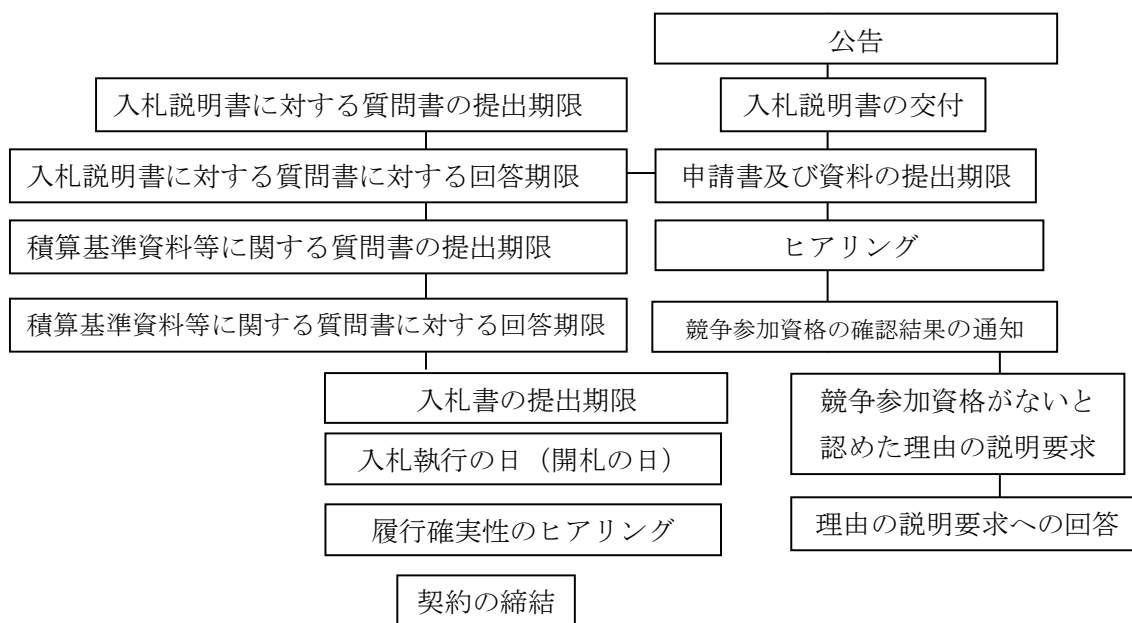 公告
入札説明書に対する質問書の提出期限
入札説明書の交付
入札説明書に対する質問書に対する回答期限
申請書及び資料の提出期限
積算基準資料等に関する質問書の提出期限
ヒアリング
積算基準資料等に関する質問書に対する回答期限
競争参加資格の確認結果の通知
入札書の提出期限
競争参加資格がないと
認めた理由の説明要求
入札執行の日（開札の日）
履行確実性のヒアリング
理由の説明要求への回答
契約の締結